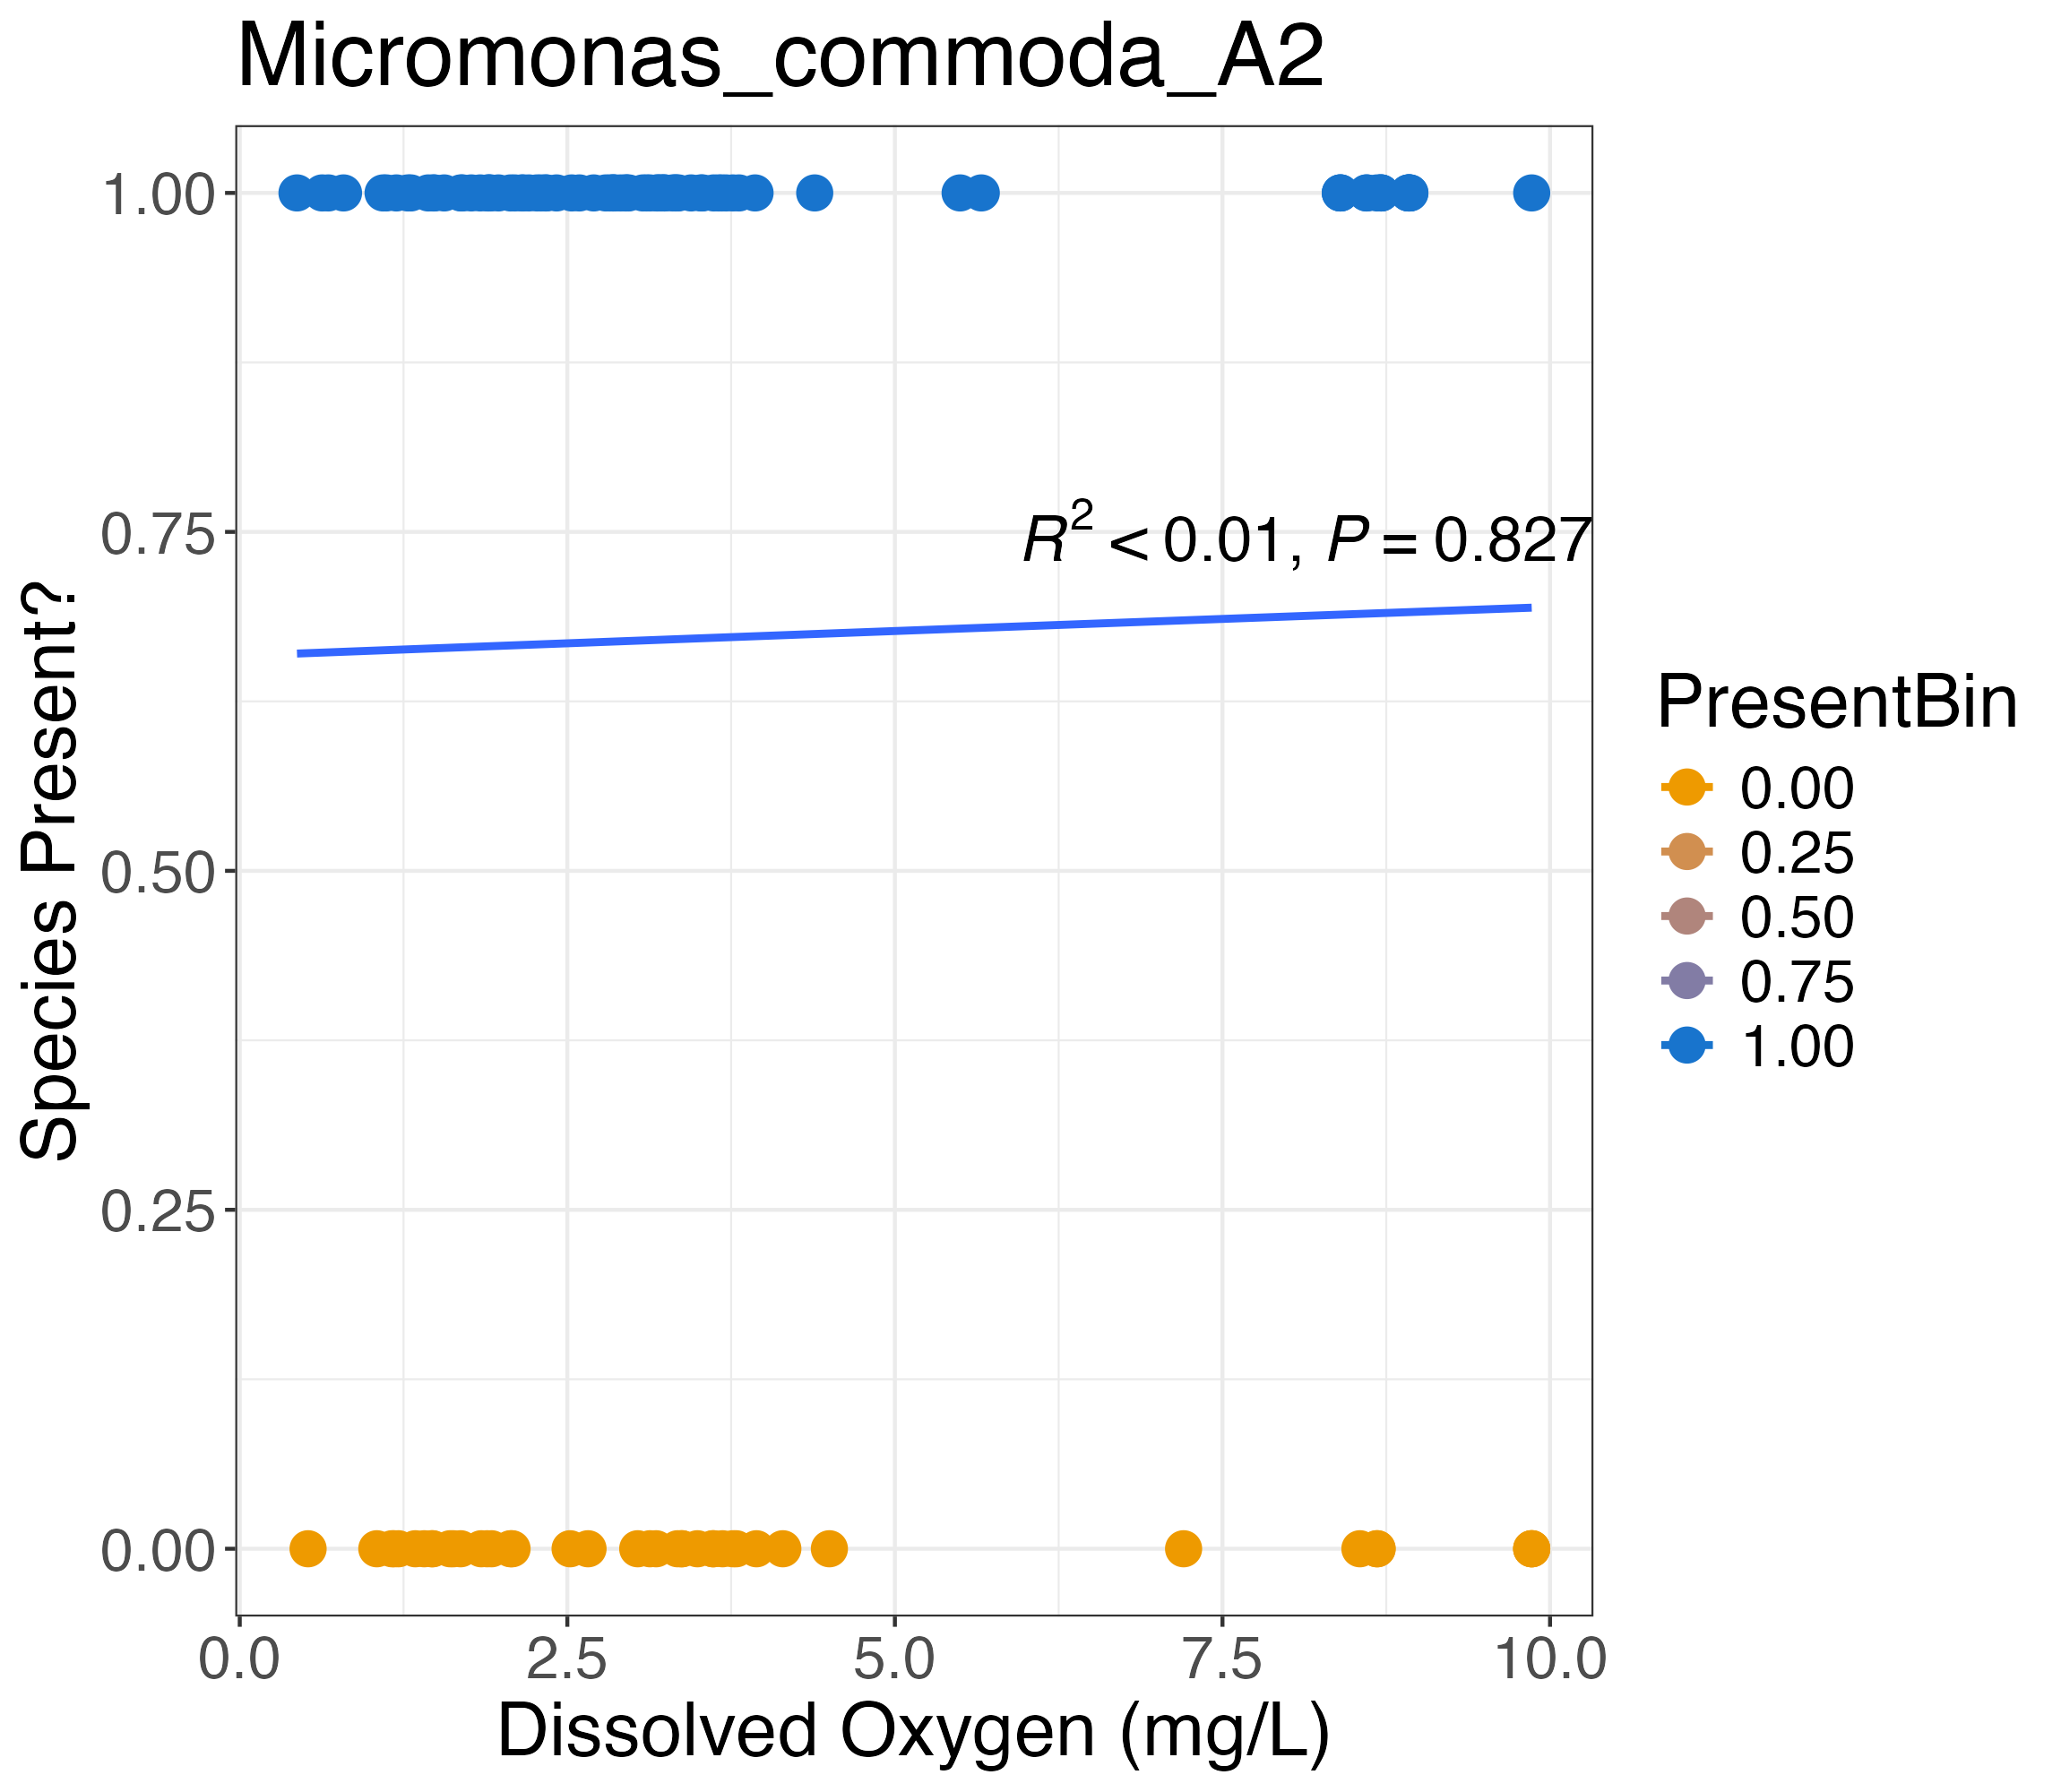 Micromonas_commoda_A2
Species Present?
1.00
0.75
0.50
0.25
0.00
R² < 0.01, P = 0.827
0.0 2.5 5.0 7.5 10.0
Dissolved Oxygen (mg/L)
PresentBin
0.00
0.25
0.50
0.75
1.00